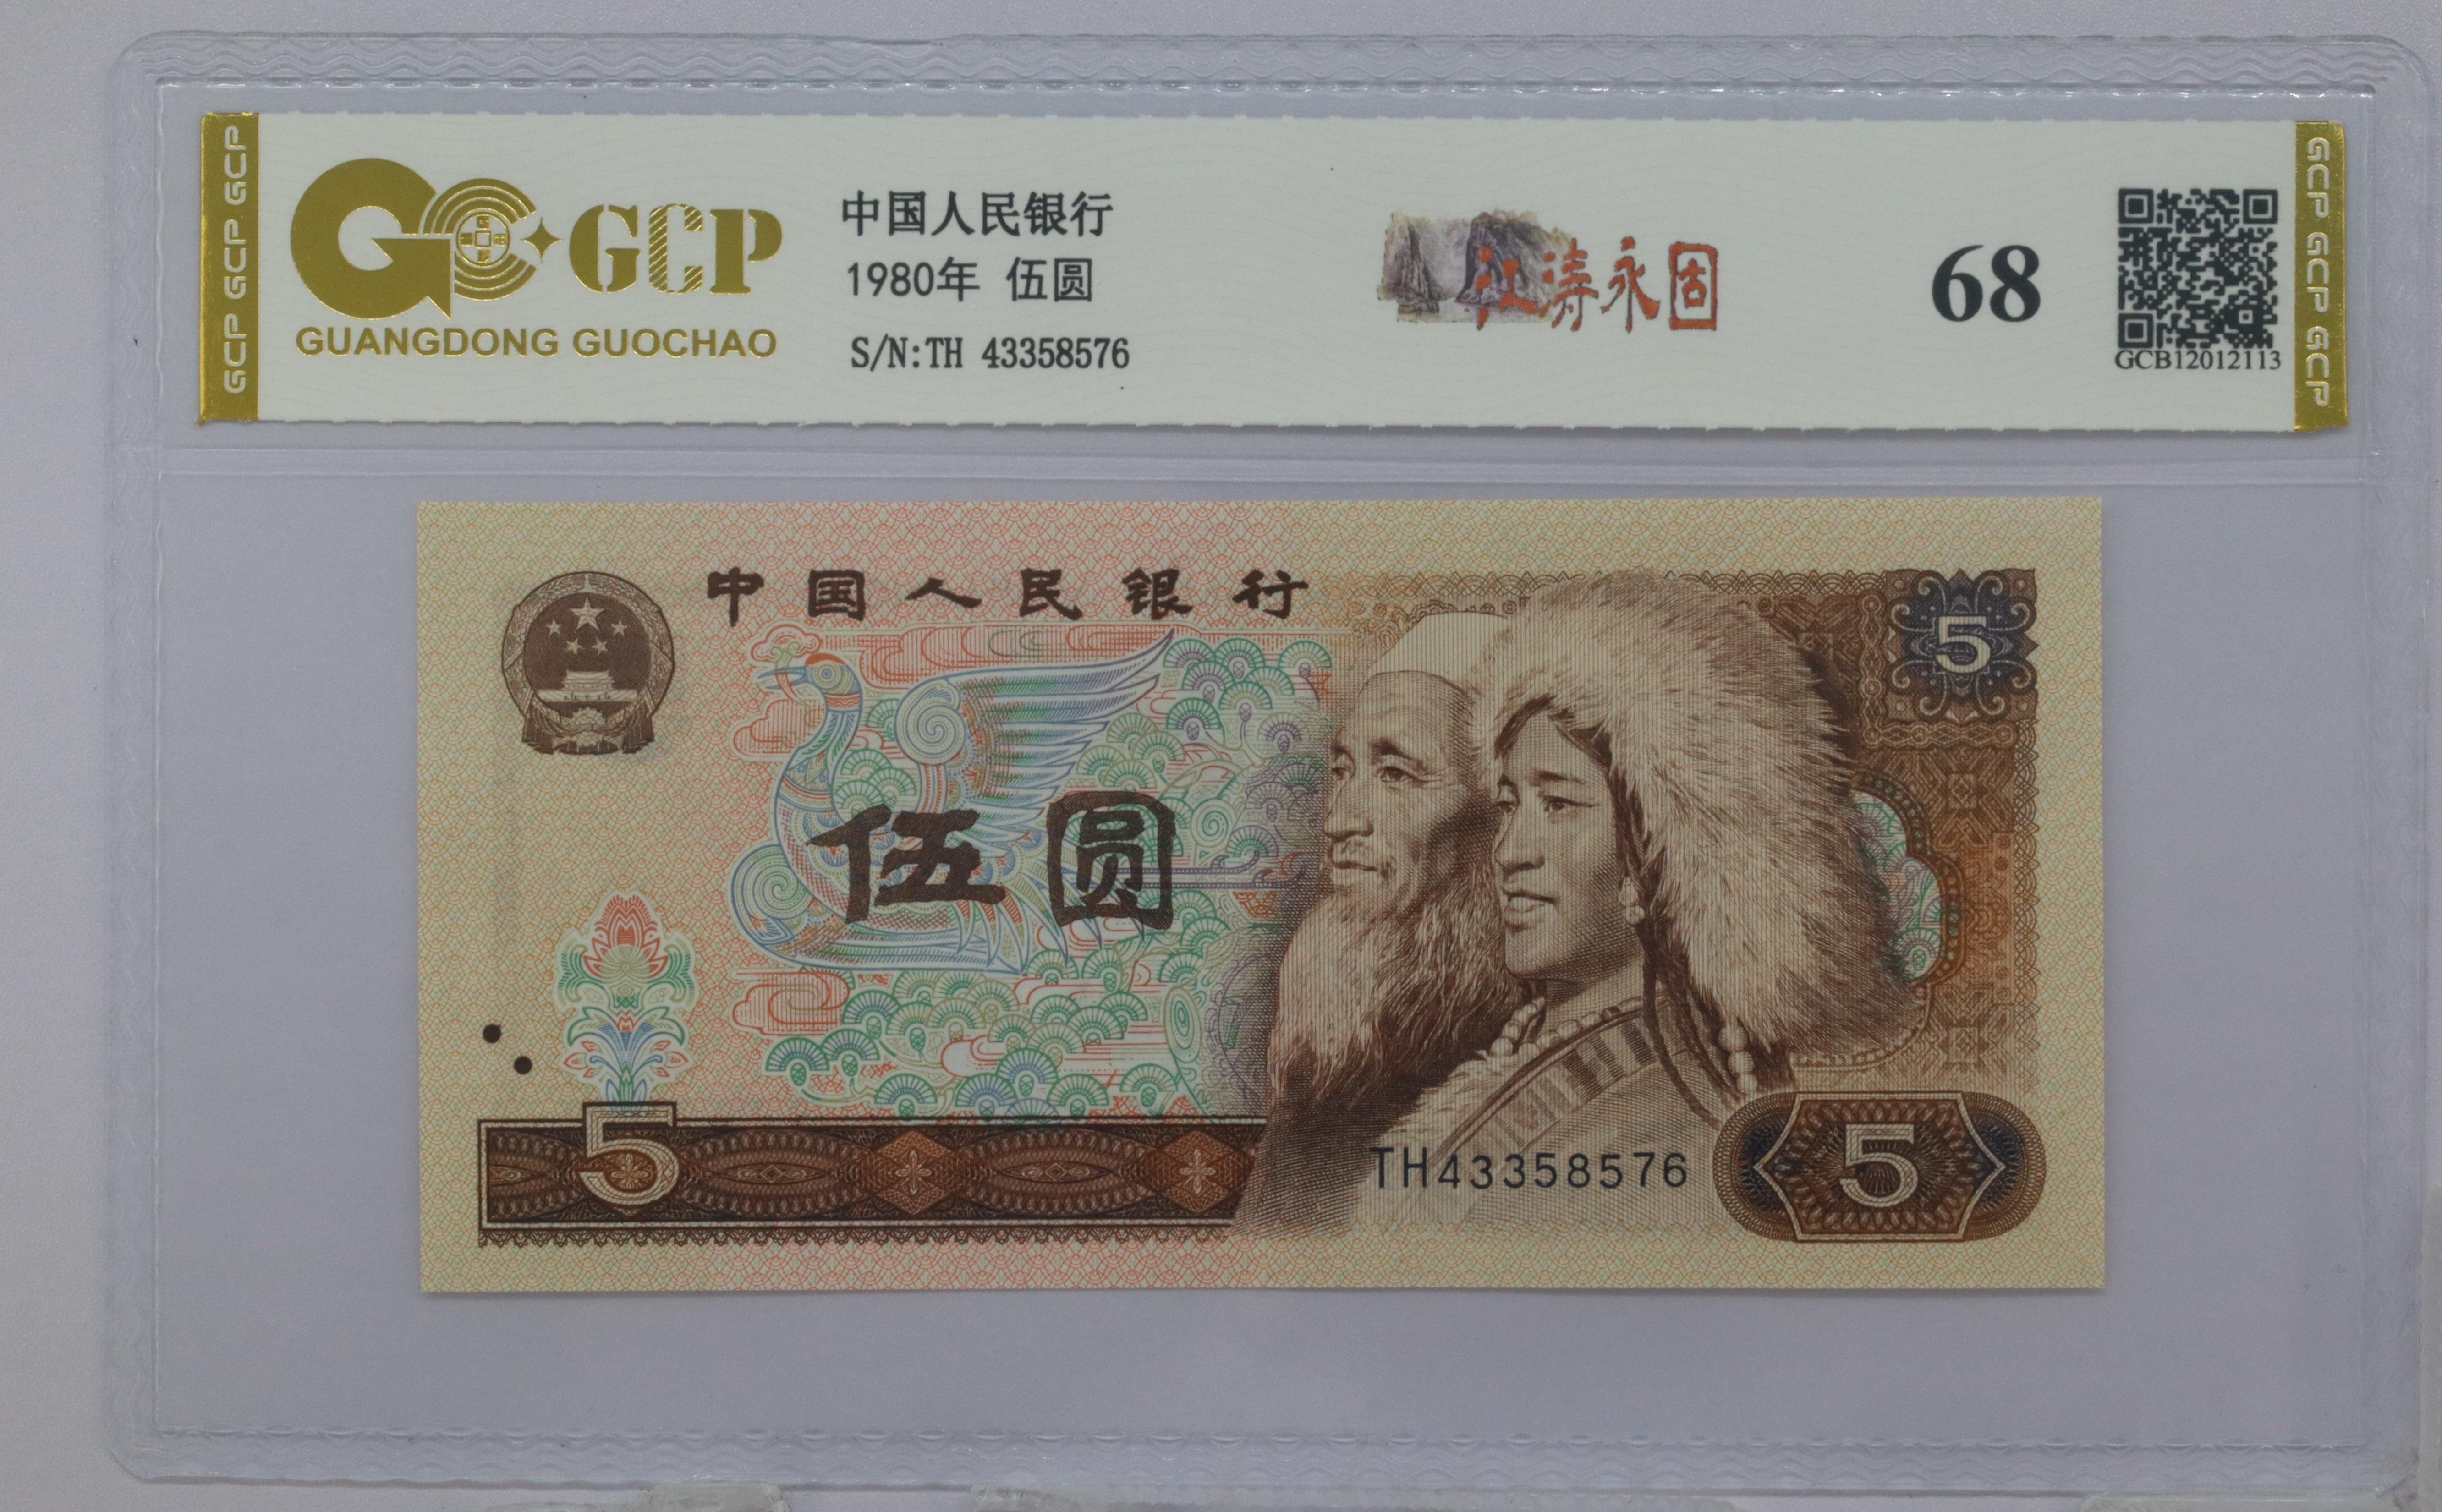 GCP GCP GCP GCP
GCP
GUANGDONG GUOCHAO
中国人民银行
1980年 伍圆
S/N:TH 43358576
江涛永固
68
GCB12012113
GCP GCP GCP GCP
中国人民银行
5
伍圆
5
TH43358576
5